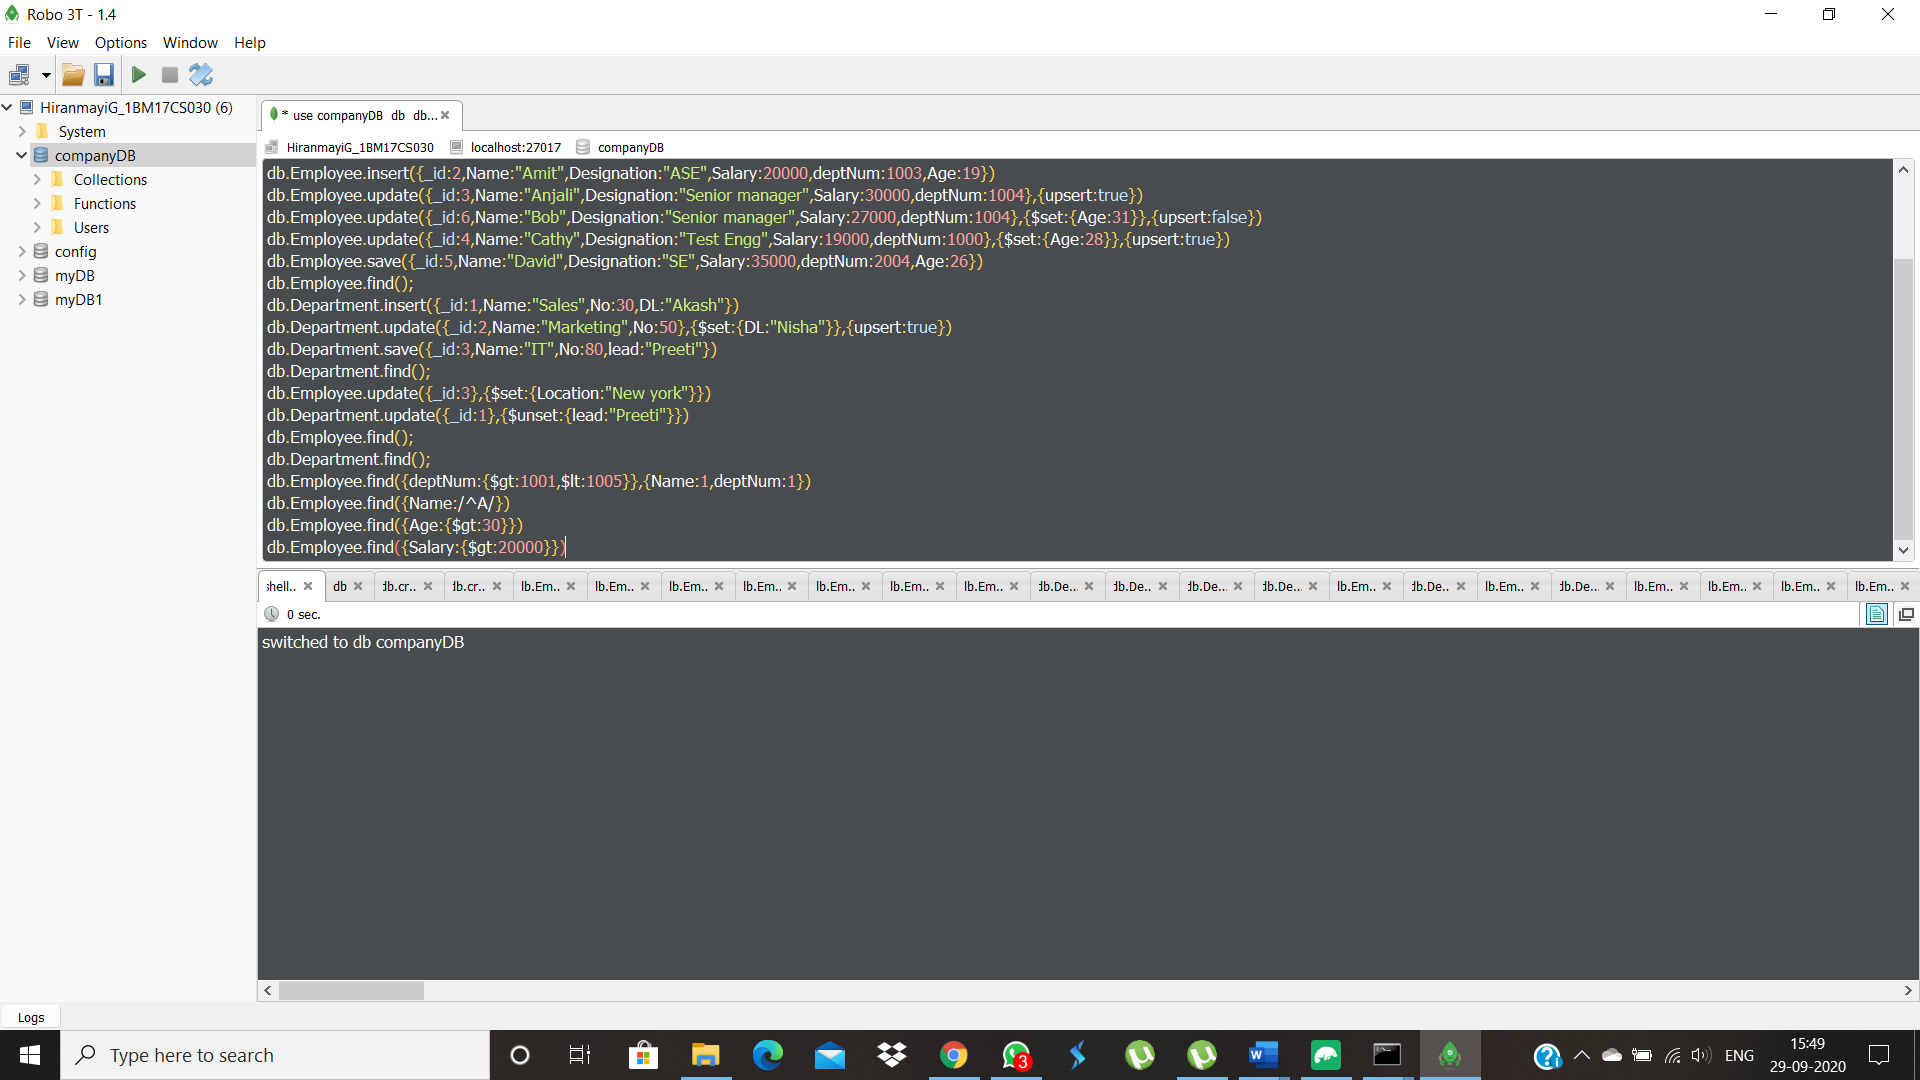 Robo 3T - 1.4
File View Options Window Help
HiranmayiG_1BM17CS030 (6)
System
companyDB
Collections
Functions
Users
config
myDB
myDB1
* use companyDB db db...
HiranmayiG_1BM17CS030 localhost:27017 companyDB
db.Employee.insert({_id:2,Name:"Amit",Designation:"ASE",Salary:20000,deptNum:1003,Age:19})
db.Employee.update({_id:3,Name:"Anjali",Designation:"Senior manager",Salary:30000,deptNum:1004},{upsert:true})
db.Employee.update({_id:6,Name:"Bob",Designation:"Senior manager",Salary:27000,deptNum:1004},{$set:{Age:31}},{upsert:false})
db.Employee.update({_id:4,Name:"Cathy",Designation:"Test Engg",Salary:19000,deptNum:1000},{$set:{Age:28}},{upsert:true})
db.Employee.save({_id:5,Name:"David",Designation:"SE",Salary:35000,deptNum:2004,Age:26})
db.Employee.find();
db.Department.insert({_id:1,Name:"Sales",No:30,DL:"Akash"})
db.Department.update({_id:2,Name:"Marketing",No:50},{$set:{DL:"Nisha"}},{upsert:true})
db.Department.save({_id:3,Name:"IT",No:80,lead:"Preeti"})
db.Department.find();
db.Employee.update({_id:3},{$set:{Location:"New york"}})
db.Department.update({_id:1},{$unset:{lead:"Preeti"}})
db.Employee.find();
db.Department.find();
db.Employee.find({deptNum:{$gt:1001,$lt:1005}},{Name:1,deptNum:1})
db.Employee.find({Name:/^A/})
db.Employee.find({Age:{$gt:30}})
db.Employee.find({Salary:{$gt:20000}})
shell.. db db.cr.. db.cr.. lb.Em.. lb.Em.. lb.Em.. lb.Em.. lb.Em.. lb.Em.. lb.Em.. db.De... db.De.. db.De... db.De... lb.Em.. db.De.. lb.Em.. db.De... lb.Em.. lb.Em.. lb.Em.. lb.Em..
0 sec.
switched to db companyDB
Logs
Type here to search
3
ENG
15:49
29-09-2020